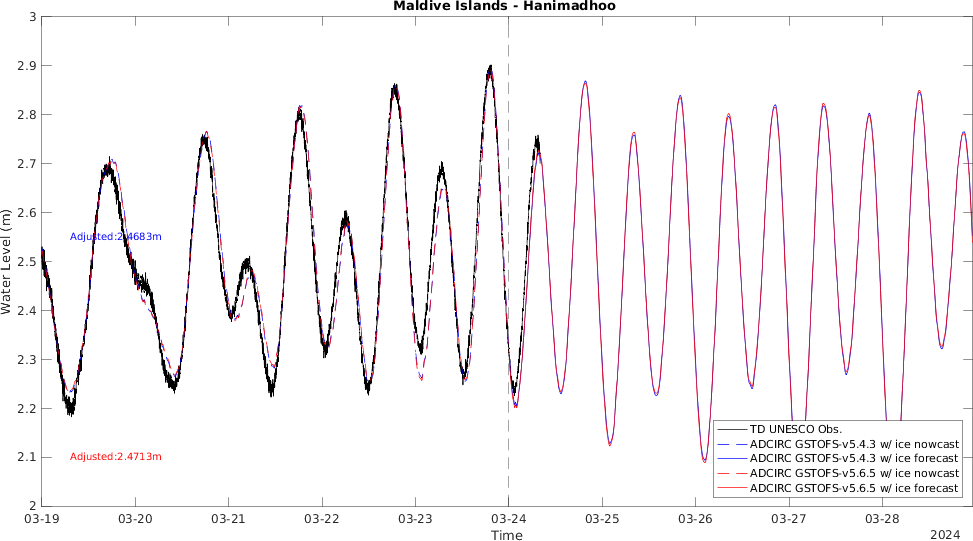 Maldive Islands - Hanimadhoo
Water Level (m)
3
2.9
2.8
2.7
2.6
2.5
2.4
2.3
2.2
2.1
2
Adjusted:2.4683m
Adjusted:2.4713m
TD UNESCO Obs.
ADCIRC GSTOFS-v5.4.3 w/ ice nowcast
ADCIRC GSTOFS-v5.4.3 w/ ice forecast
ADCIRC GSTOFS-v5.6.5 w/ ice nowcast
ADCIRC GSTOFS-v5.6.5 w/ ice forecast
03-19 03-20 03-21 03-22 03-23 03-24 03-25 03-26 03-27 03-28
Time
2024